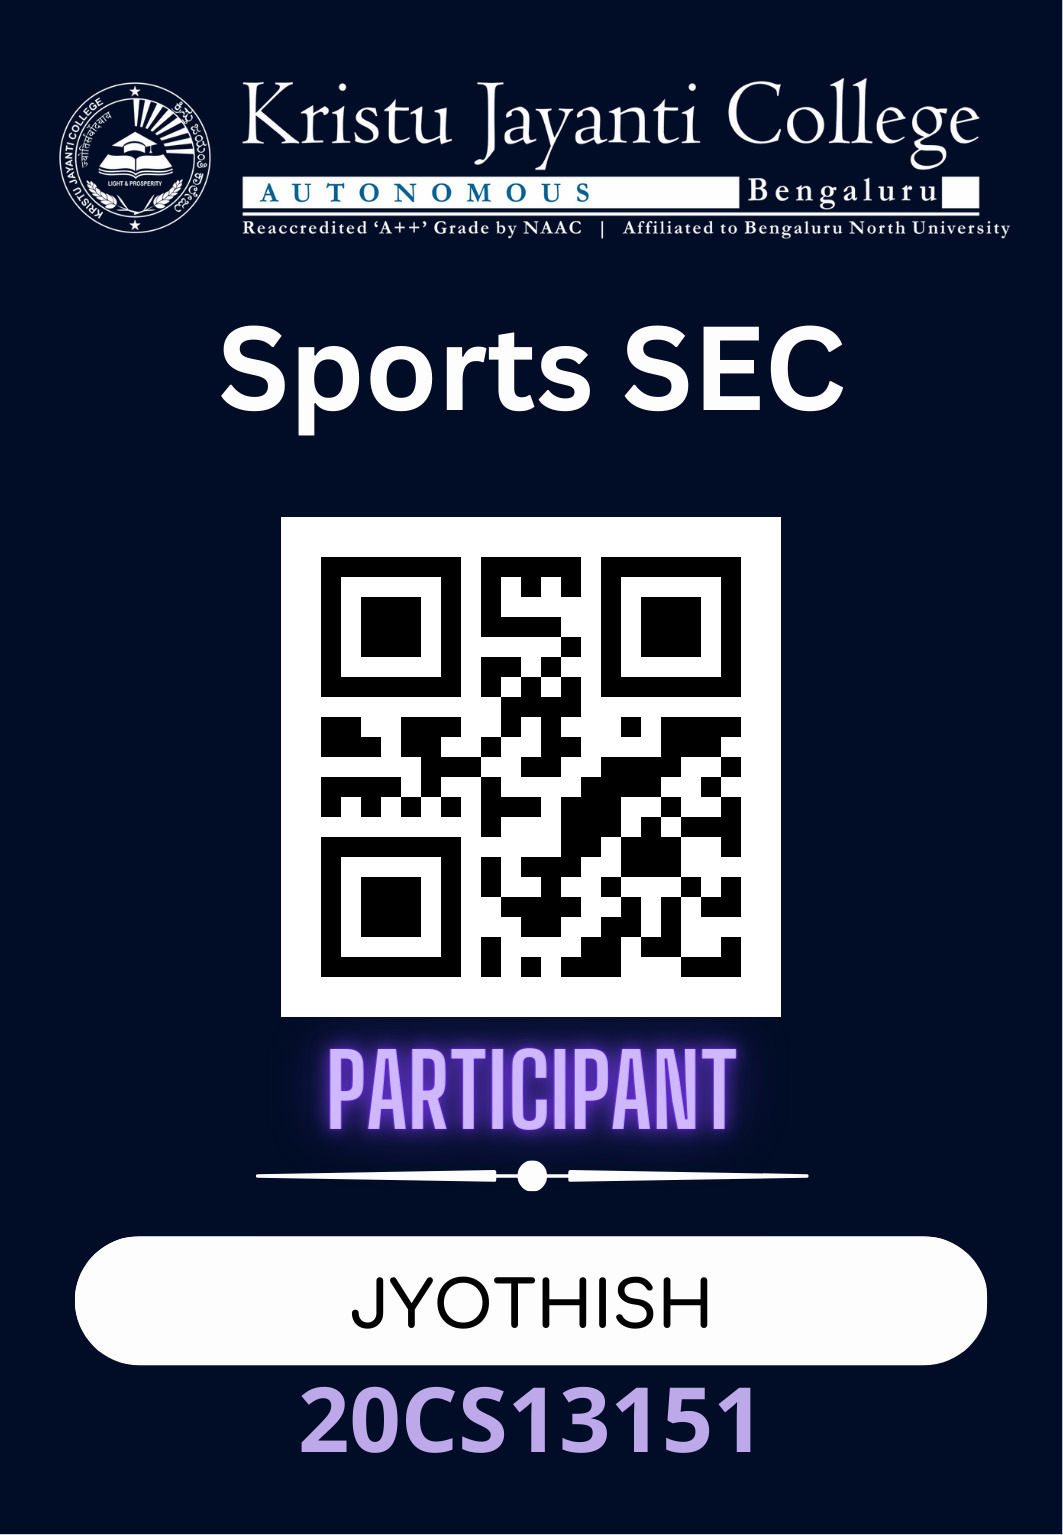 Kristu Jayanti College
AUTONOMOUS Bengaluru
Reaccredited ‘A++’ Grade by NAAC | Affiliated to Bengaluru North University
KRISTU JAYANTI COLLEGE
ಕ್ರಿಸ್ತು ಜಯಂತಿ ಕಾಲೇಜು
LIGHT & PROSPERITY
Sports SEC
PARTICIPANT
JYOTHISH
20CS13151